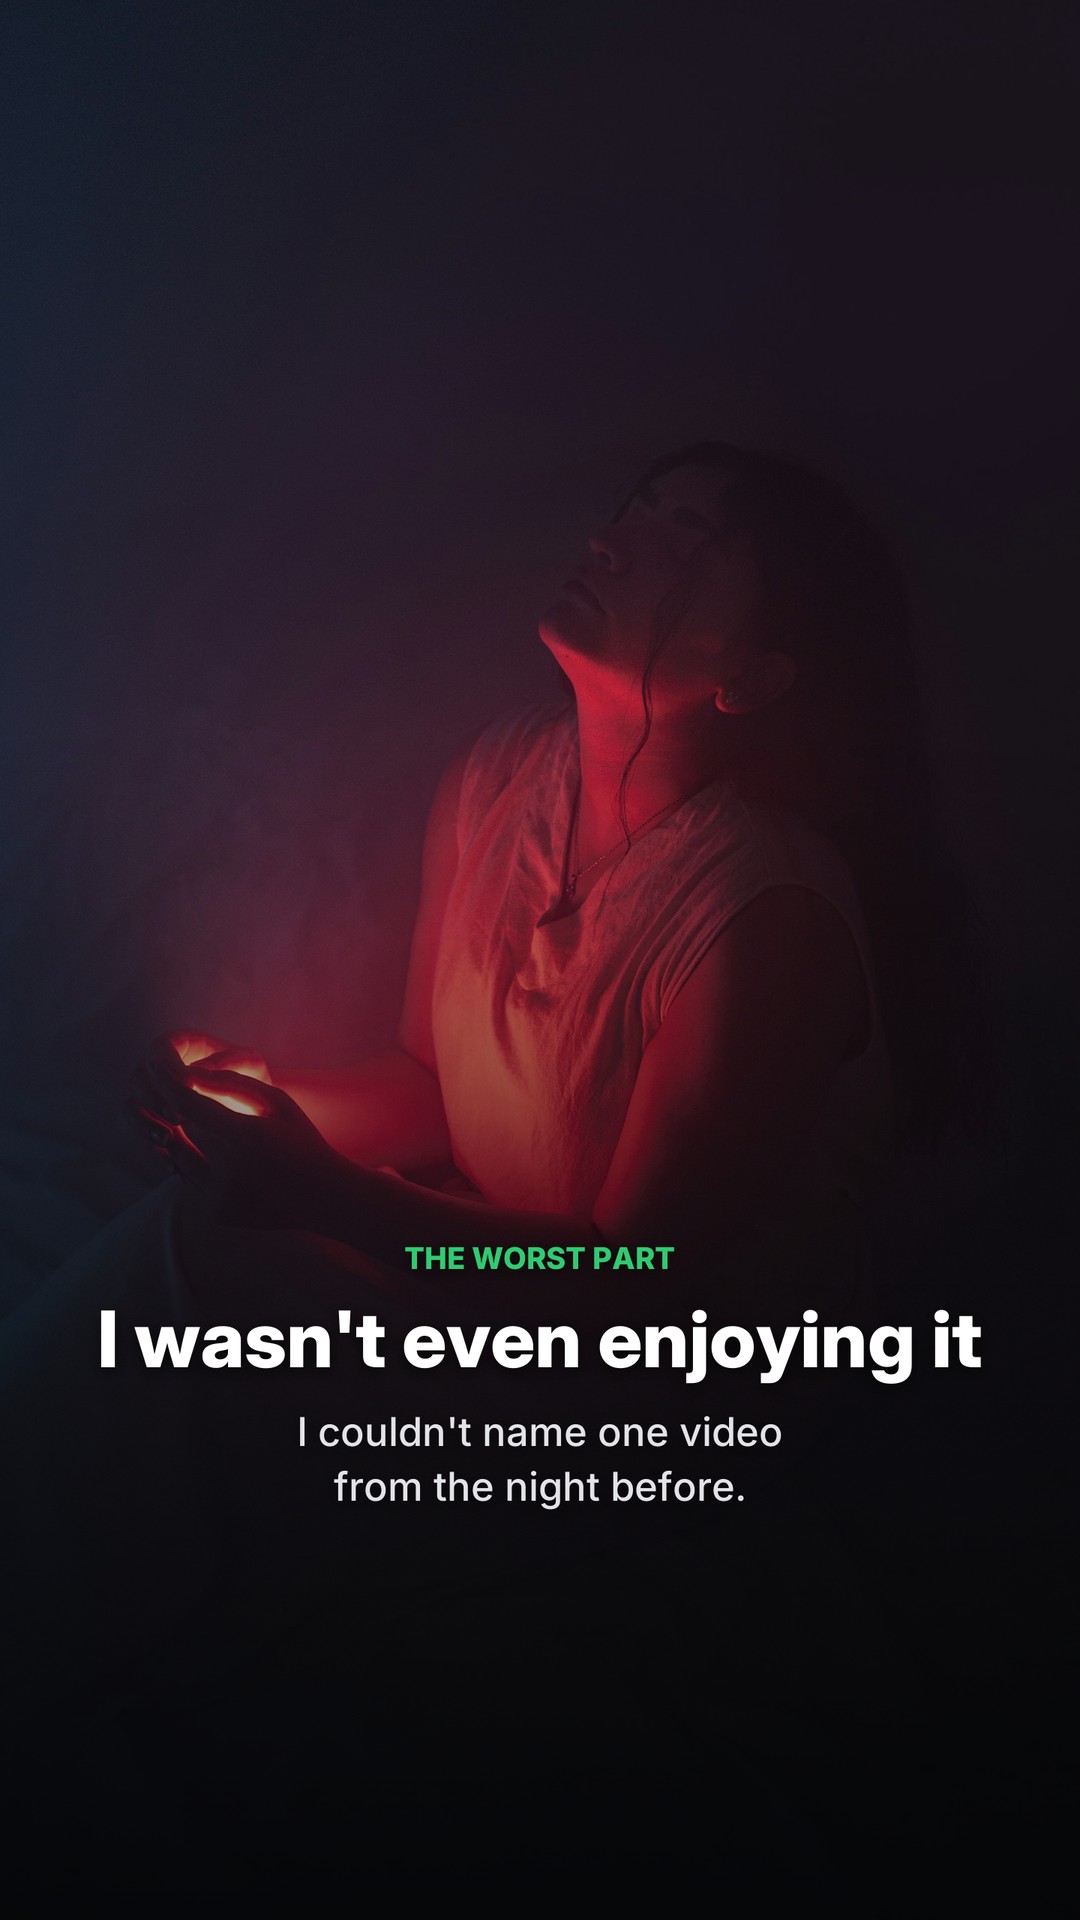 THE WORST PART
I wasn't even enjoying it
I couldn't name one video
from the night before.